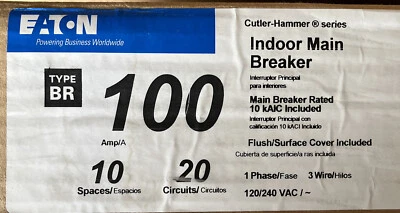 EATON
Powering Business Worldwide
TYPE
BR
100
Amp/A
10
Spaces/Espacios
20
Circuits/Circuitos
Cutler-Hammer ® series
Indoor Main
Breaker
Interruptor Principal
para interiores
Main Breaker Rated
10 kAIC Included
Interruptor Principal con
calificación 10 kACI Incluido
Flush/Surface Cover Included
Cubierta de superficie/a ras incluida
1 Phase/Fase 3 Wire/Hilos
120/240 VAC / ~